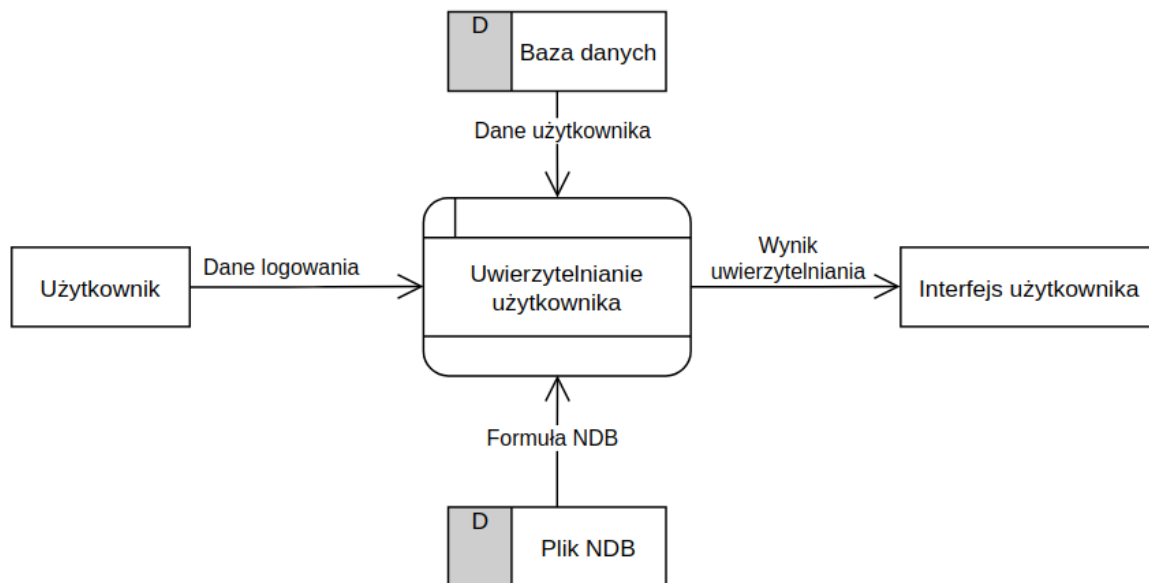 D
Baza danych
Dane użytkownika
Użytkownik
Dane logowania
Uwierzytelnianie
użytkownika
Wynik
uwierzytelniania
Interfejs użytkownika
Formuła NDB
D
Plik NDB